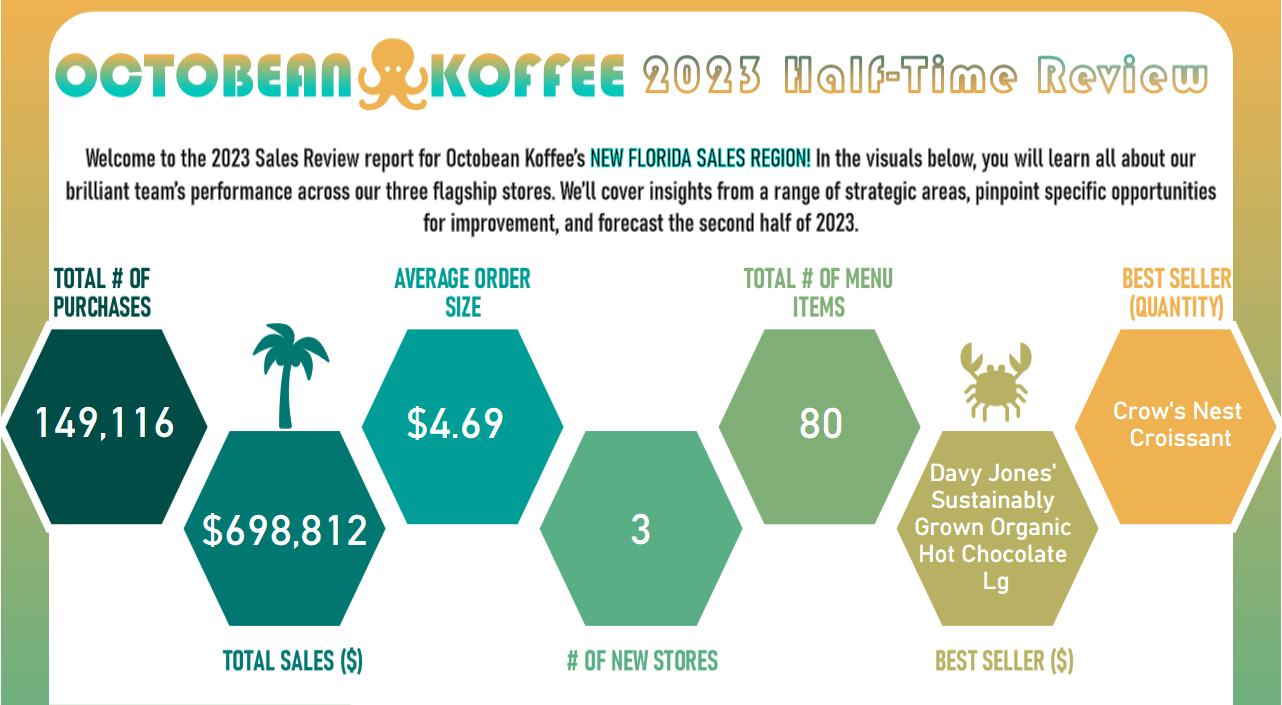 OCTOBEAN KOFFEE 2023 Half-Time Review
Welcome to the 2023 Sales Review report for Octobean Koffee's NEW FLORIDA SALES REGION! In the visuals below, you will learn all about our
brilliant team's performance across our three flagship stores. We'll cover insights from a range of strategic areas, pinpoint specific opportunities
for improvement, and forecast the second half of 2023.
TOTAL # OF
PURCHASES
149,116
$698,812
TOTAL SALES ($)
AVERAGE ORDER
SIZE
$4.69
3
# OF NEW STORES
TOTAL # OF MENU
ITEMS
80
Davy Jones'
Sustainably
Grown Organic
Hot Chocolate
Lg
BEST SELLER ($)
BEST SELLER
(QUANTITY)
Crow's Nest
Croissant